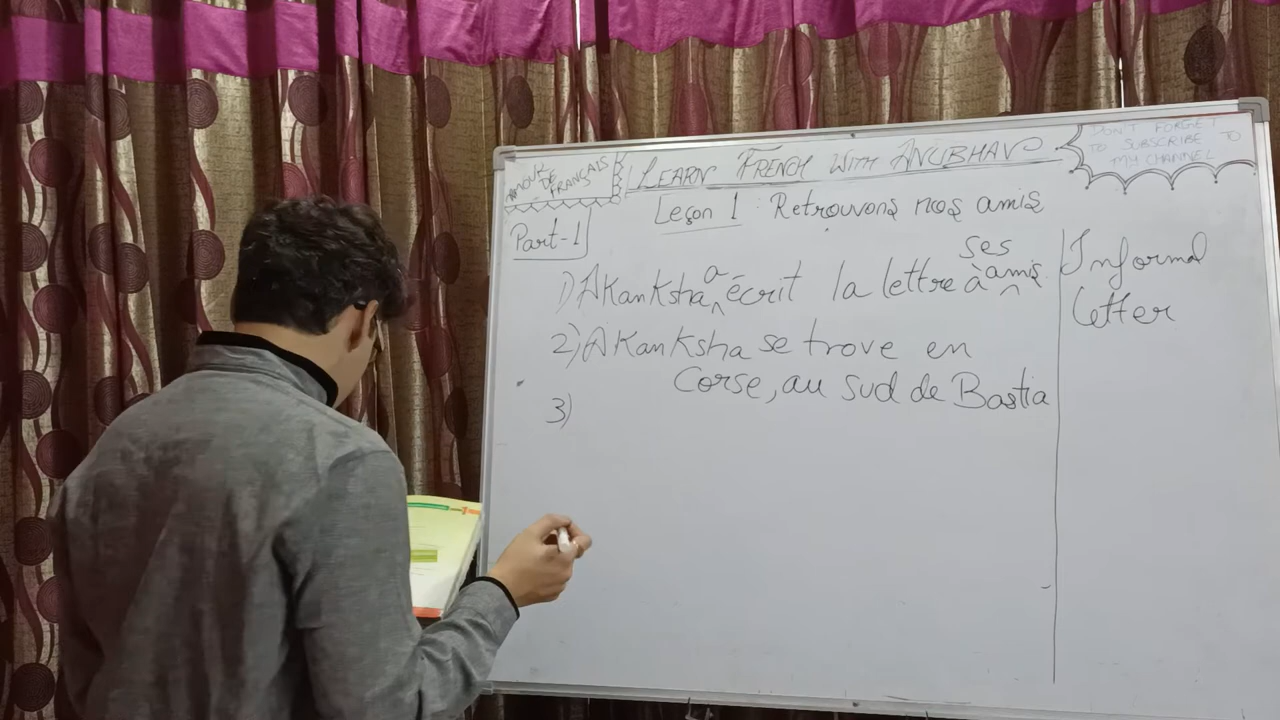 AMOUR DE FRANÇAIS
LEARN FRENCH WITH ANUBHAV
DON'T FORGET
TO SUBSCRIBE TO
MY CHANNEL
Leçon 1 : Retrouvons nos amis
Part-1
1) Akanksha a écrit la lettre à ses amis
2) Akanksha se trove en
Corse, au sud de Bastia
3)
Informal
Letter